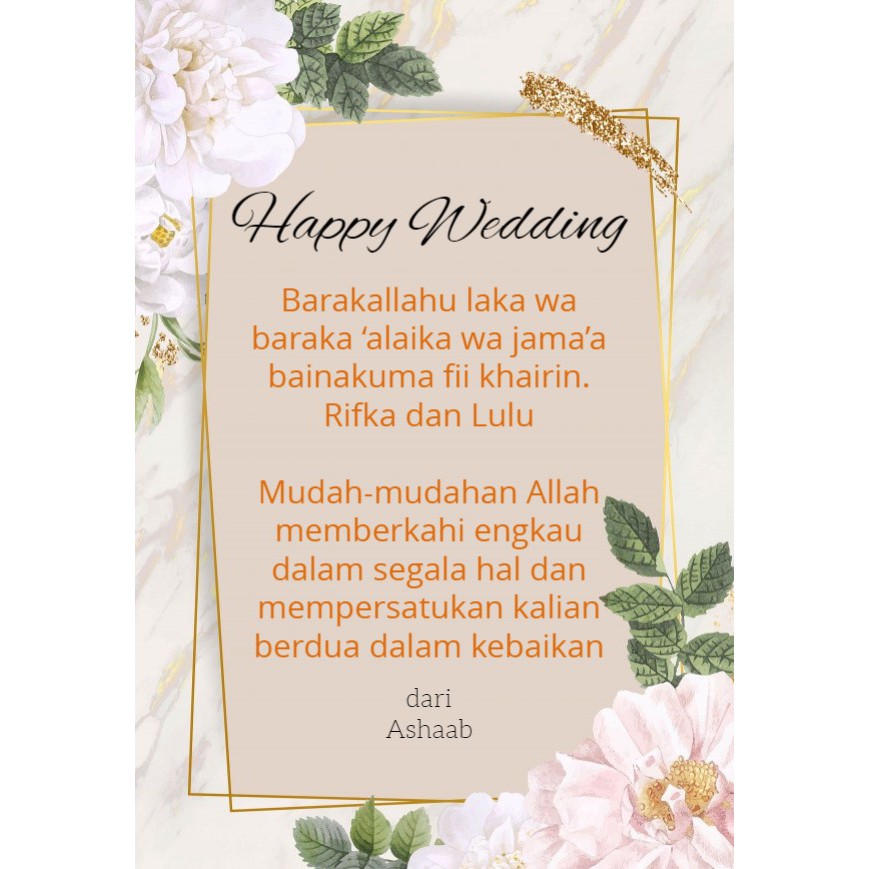 Happy Wedding
Barakallahu laka wa
baraka ‘alaika wa jama’a
bainakuma fii khairin.
Rifka dan Lulu
Mudah-mudahan Allah
memberkahi engkau
dalam segala hal dan
mempersatukan kalian
berdua dalam kebaikan
dari
Ashaab